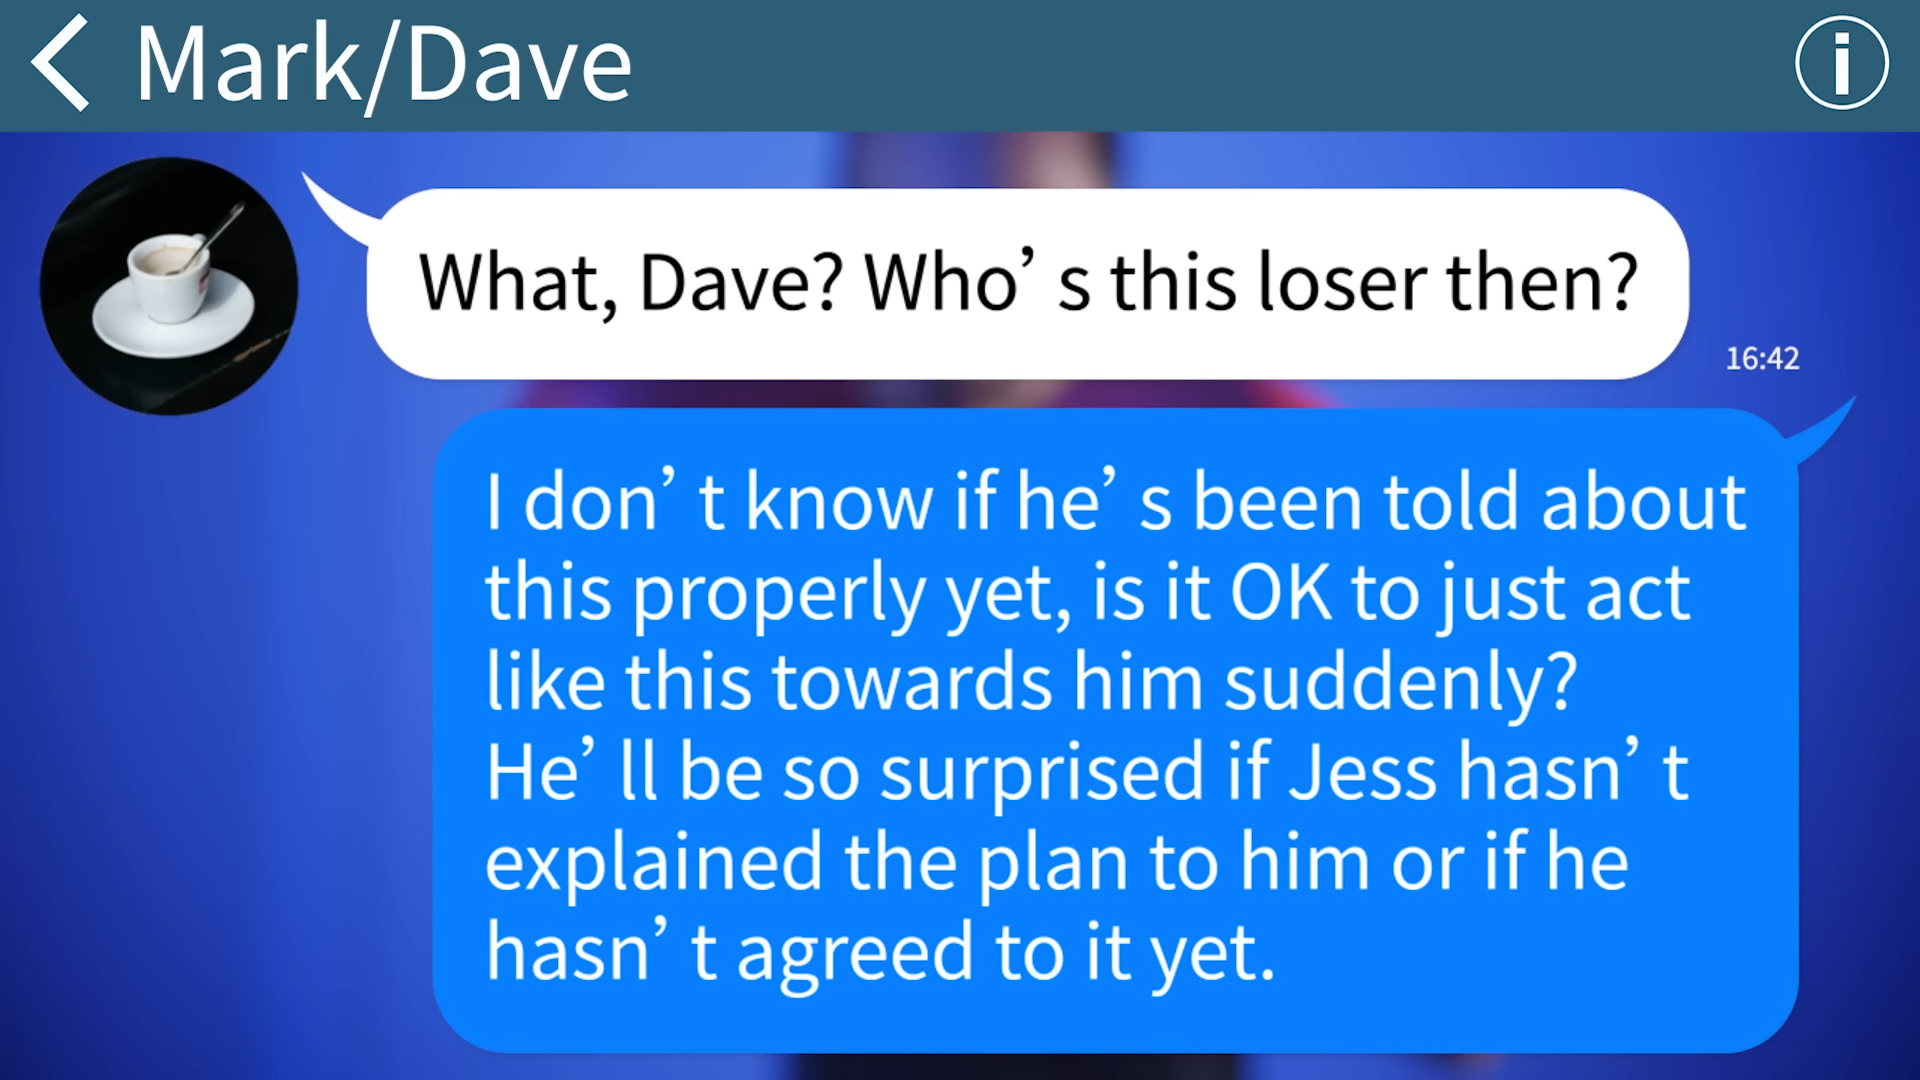 Mark/Dave
What, Dave? Who’s this loser then?
16:42
I don’t know if he’s been told about
this properly yet, is it OK to just act
like this towards him suddenly?
He’ll be so surprised if Jess hasn’t
explained the plan to him or if he
hasn’t agreed to it yet.